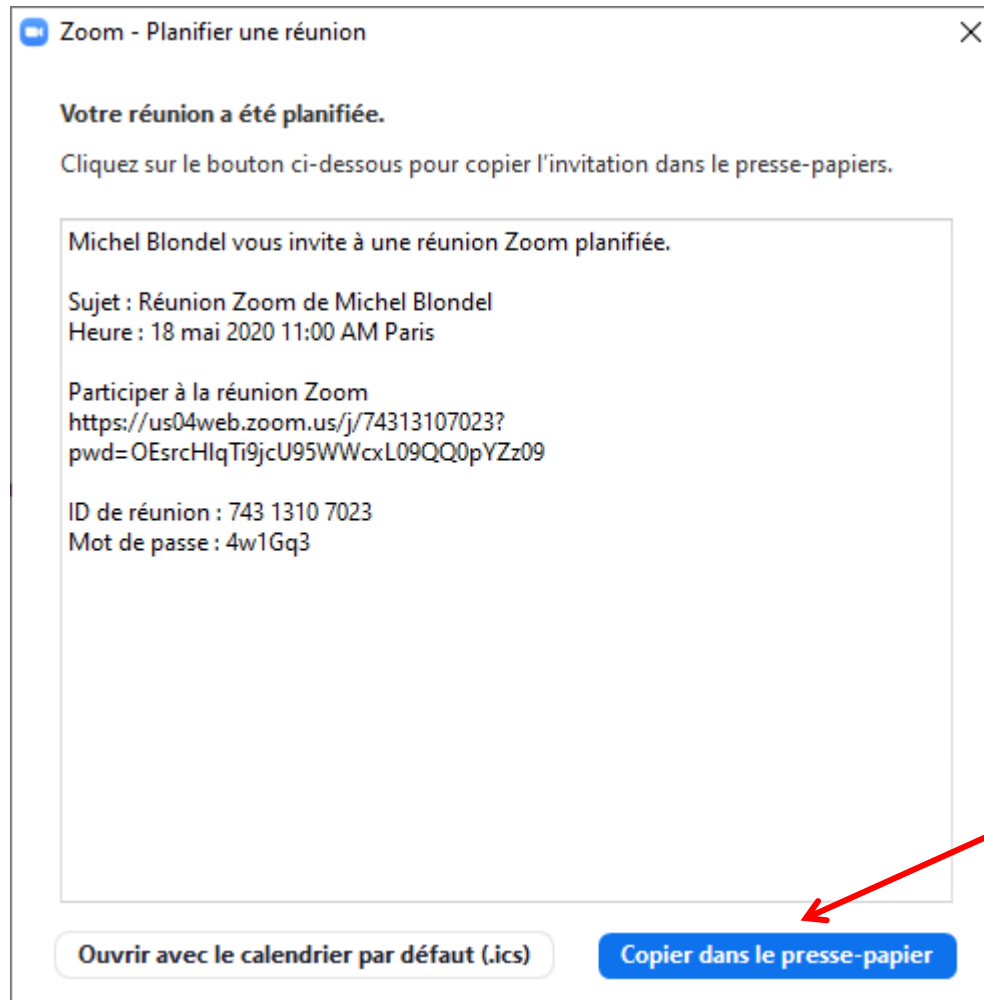 Zoom - Planifier une réunion
Votre réunion a été planifiée.
Cliquez sur le bouton ci-dessous pour copier l'invitation dans le presse-papiers.
Michel Blondel vous invite à une réunion Zoom planifiée.
Sujet : Réunion Zoom de Michel Blondel
Heure : 18 mai 2020 11:00 AM Paris
Participer à la réunion Zoom
https://us04web.zoom.us/j/74313107023?
pwd=OEsrcHlqTi9jcU95WWcxL09QQ0pYZz09
ID de réunion : 743 1310 7023
Mot de passe : 4w1Gq3
Ouvrir avec le calendrier par défaut (.ics)
Copier dans le presse-papier